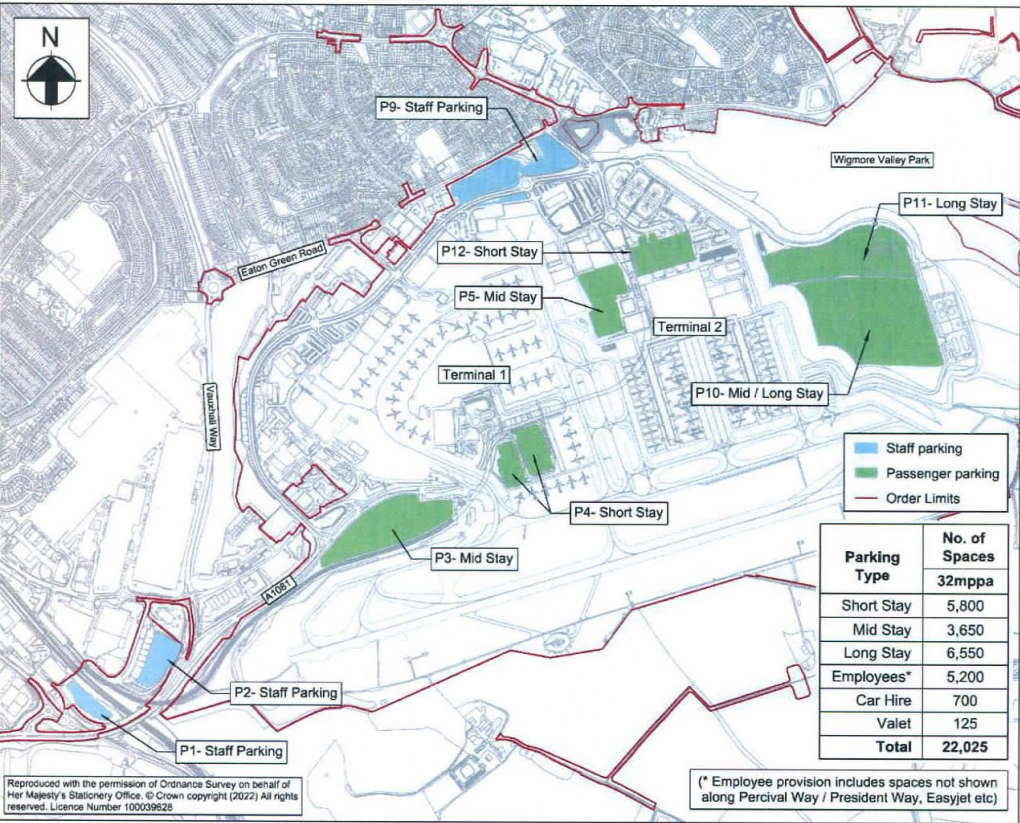 N
P9- Staff Parking
Wigmore Valley Park
P11- Long Stay
P12- Short Stay
Eaton Green Road
P5- Mid Stay
Terminal 2
Terminal 1
P10- Mid / Long Stay
Vauxhall Way
Staff parking
Passenger parking
Order Limits
P4- Short Stay
P3- Mid Stay
A1081
Parking Type No. of Spaces
32mppa
Short Stay 5,800
Mid Stay 3,650
Long Stay 6,550
Employees* 5,200
Car Hire 700
Valet 125
Total 22,025
P2- Staff Parking
P1- Staff Parking
Reproduced with the permission of Ordnance Survey on behalf of
Her Majesty's Stationery Office. © Crown copyright (2022) All rights
reserved. Licence Number 100039628
(* Employee provision includes spaces not shown
along Percival Way / President Way, Easyjet etc)